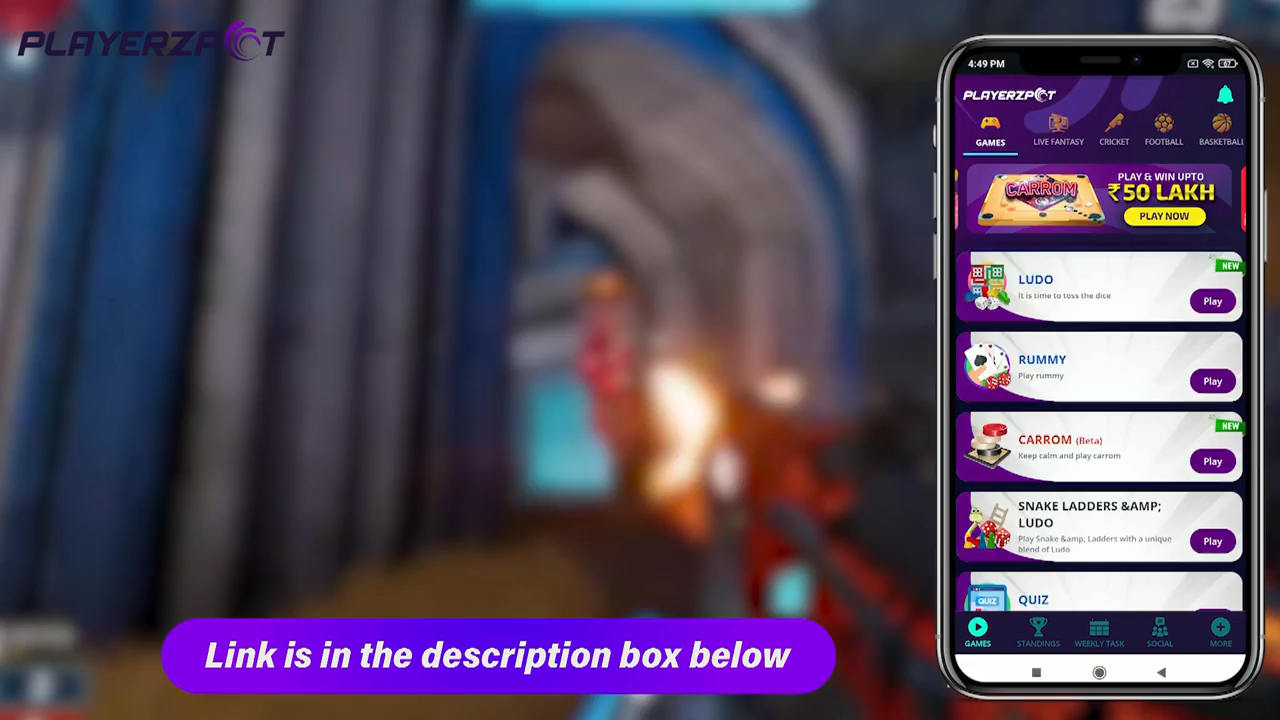 PLAYERZPOT
4:49 PM
67
PLAYERZPOT
GAMES
LIVE FANTASY
CRICKET
FOOTBALL
BASKETBALL
CARROM
PLAY & WIN UPTO
₹50 LAKH
PLAY NOW
NEW
LUDO
It is time to toss the dice
Play
RUMMY
Play rummy
Play
NEW
CARROM (Beta)
Keep calm and play carrom
Play
SNAKE LADDERS &AMP;
LUDO
Play Snake &amp; Ladders with a unique
blend of Ludo
Play
QUIZ
QUIZ
GAMES
STANDINGS
WEEKLY TASK
SOCIAL
MORE
Link is in the description box below